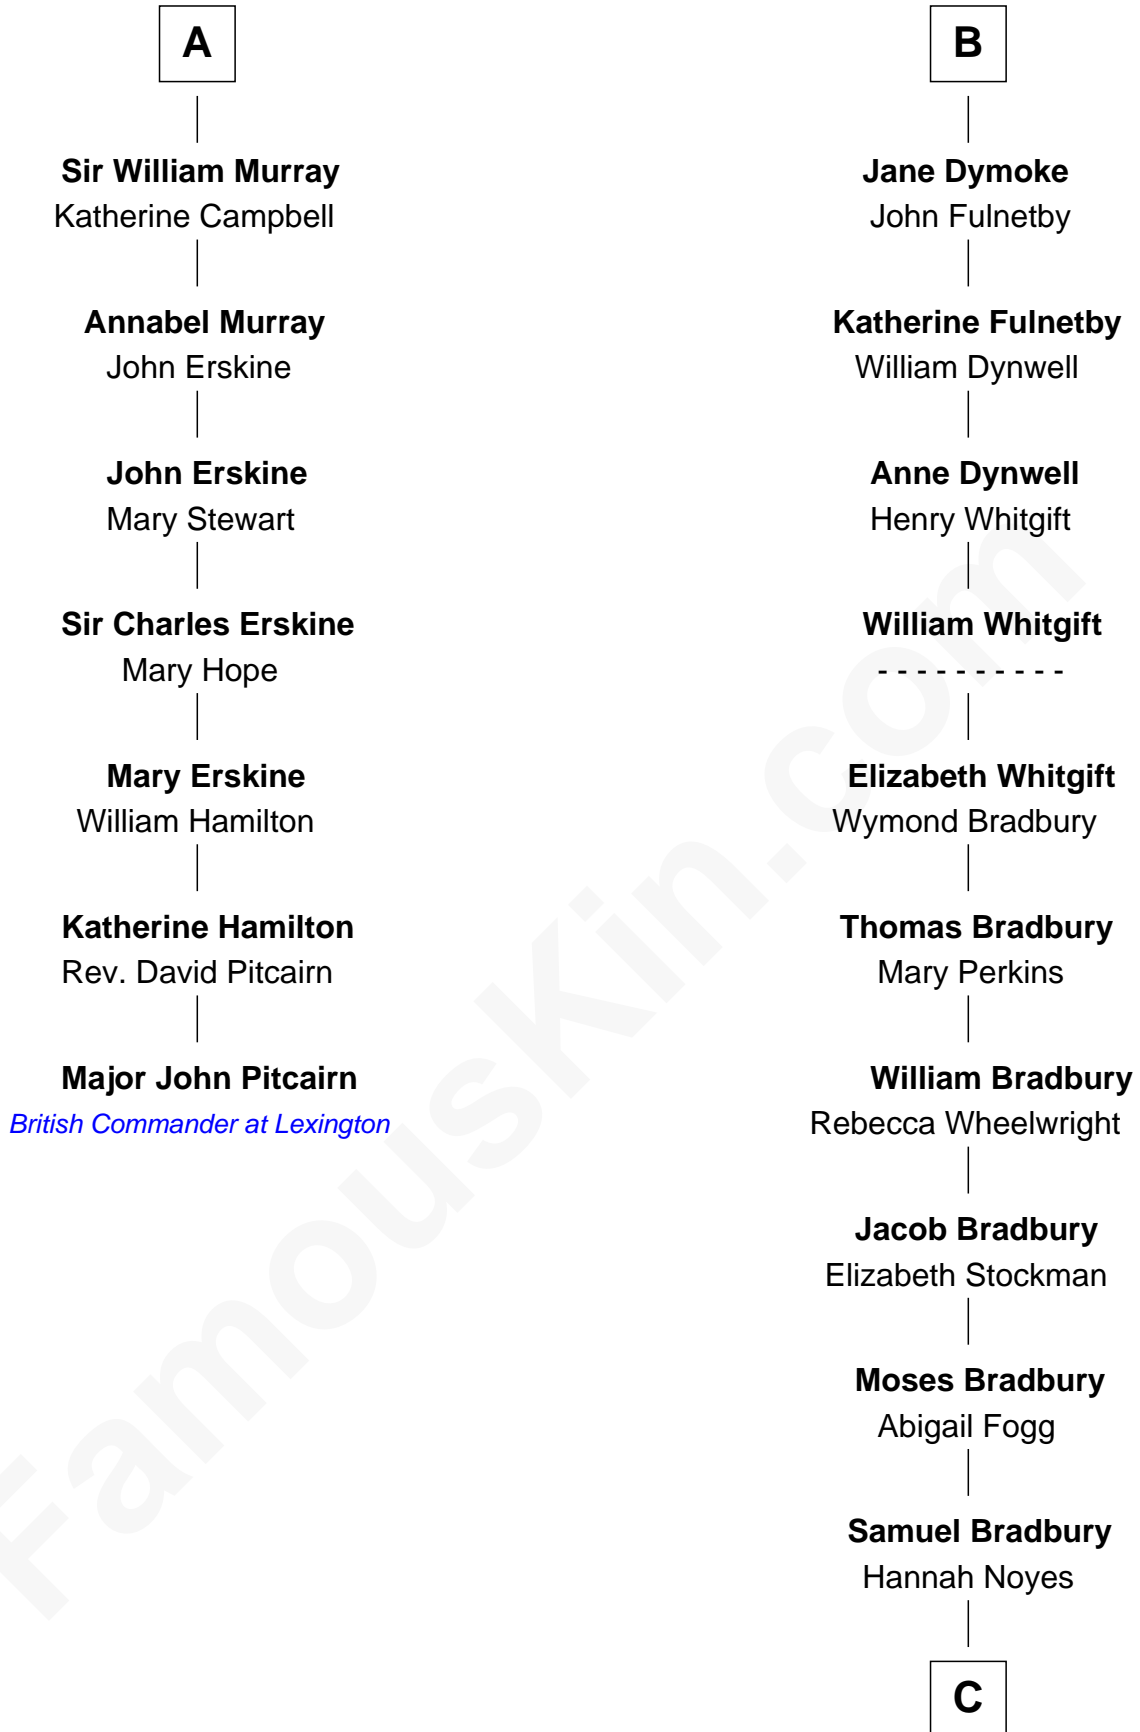 A
Sir William Murray
Katherine Campbell
Annabel Murray
John Erskine
John Erskine
Mary Stewart
Sir Charles Erskine
Mary Hope
Mary Erskine
William Hamilton
Katherine Hamilton
Rev. David Pitcairn
Major John Pitcairn
British Commander at Lexington
B
Jane Dymoke
John Fulnetby
Katherine Fulnetby
William Dynwell
Anne Dynwell
Henry Whitgift
William Whitgift
- - - - - - - - - -
Elizabeth Whitgift
Wymond Bradbury
Thomas Bradbury
Mary Perkins
William Bradbury
Rebecca Wheelwright
Jacob Bradbury
Elizabeth Stockman
Moses Bradbury
Abigail Fogg
Samuel Bradbury
Hannah Noyes
C
FamousKin.com